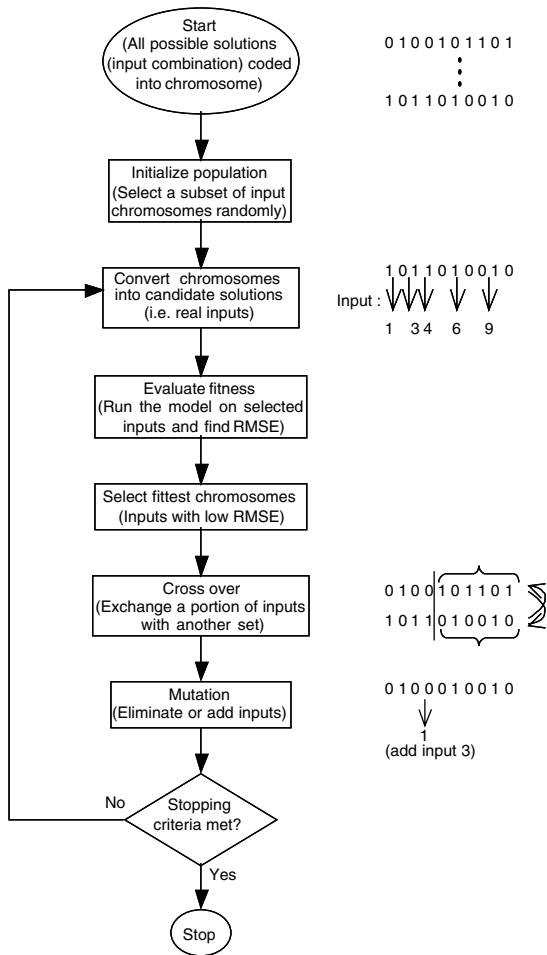 Start
(All possible solutions
(input combination) coded
into chromosome)
0 1 0 0 1 0 1 1 0 1
1 0 1 1 0 1 0 0 1 0
Initialize population
(Select a subset of input
chromosomes randomly)
Convert chromosomes
into candidate solutions
(i.e. real inputs)
1 0 1 1 0 1 0 0 1 0
Input :
1 3 4 6 9
Evaluate fitness
(Run the model on selected
inputs and find RMSE)
Select fittest chromosomes
(Inputs with low RMSE)
Cross over
(Exchange a portion of inputs
with another set)
0 1 0 0 1 0 1 1 0 1
1 0 1 1 0 1 0 0 1 0
Mutation
(Eliminate or add inputs)
0 1 0 0 0 1 0 0 1 0
1
(add input 3)
No
Stopping
criteria met?
Yes
Stop